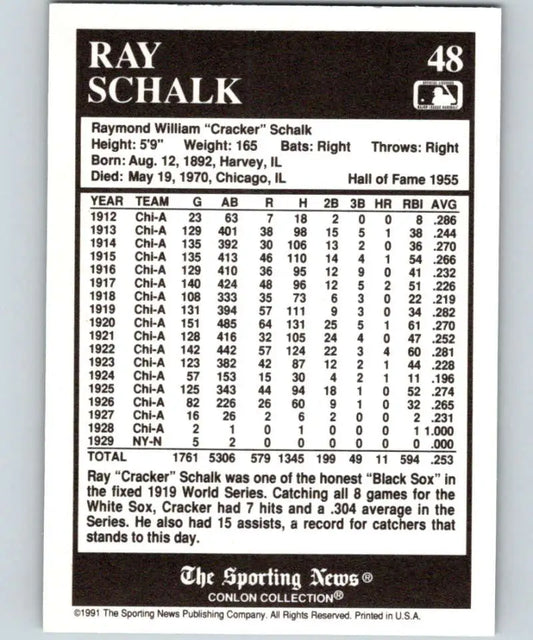 RAY
SCHALK
48
Raymond William "Cracker" Schalk
Height: 5'9" Weight: 165 Bats: Right Throws: Right
Born: Aug. 12, 1892, Harvey, IL
Died: May 19, 1970, Chicago, IL Hall of Fame 1955
YEAR TEAM G AB R H 2B 3B HR RBI AVG
1912 Chi-A 23 63 7 18 2 0 0 8 .286
1913 Chi-A 129 401 38 98 15 5 1 38 .244
1914 Chi-A 135 392 30 106 13 2 0 36 .270
1915 Chi-A 135 413 46 110 14 4 1 54 .266
1916 Chi-A 129 410 36 95 12 9 0 41 .232
1917 Chi-A 140 424 48 96 12 5 2 51 .226
1918 Chi-A 108 333 35 73 6 3 0 22 .219
1919 Chi-A 131 394 57 111 9 3 0 34 .282
1920 Chi-A 151 485 64 131 25 5 1 61 .270
1921 Chi-A 128 416 32 105 24 4 0 47 .252
1922 Chi-A 142 442 57 124 22 3 4 60 .281
1923 Chi-A 123 382 42 87 12 2 1 44 .228
1924 Chi-A 57 153 15 30 4 2 1 11 .196
1925 Chi-A 125 343 44 94 18 1 0 52 .274
1926 Chi-A 82 226 26 60 9 1 0 32 .265
1927 Chi-A 16 26 2 6 2 0 0 2 .231
1928 Chi-A 2 1 0 1 0 0 0 1 1.000
1929 NY-N 5 2 0 0 0 0 0 0 .000
TOTAL 1761 5306 579 1345 199 49 11 594 .253
Ray "Cracker" Schalk was one of the honest "Black Sox" in
the fixed 1919 World Series. Catching all 8 games for the
White Sox, Cracker had 7 hits and a .304 average in the
Series. He also had 15 assists, a record for catchers that
stands to this day.
The Sporting News®
CONLON COLLECTION®
©1991 The Sporting News Publishing Company. All Rights Reserved. Printed in U.S.A.